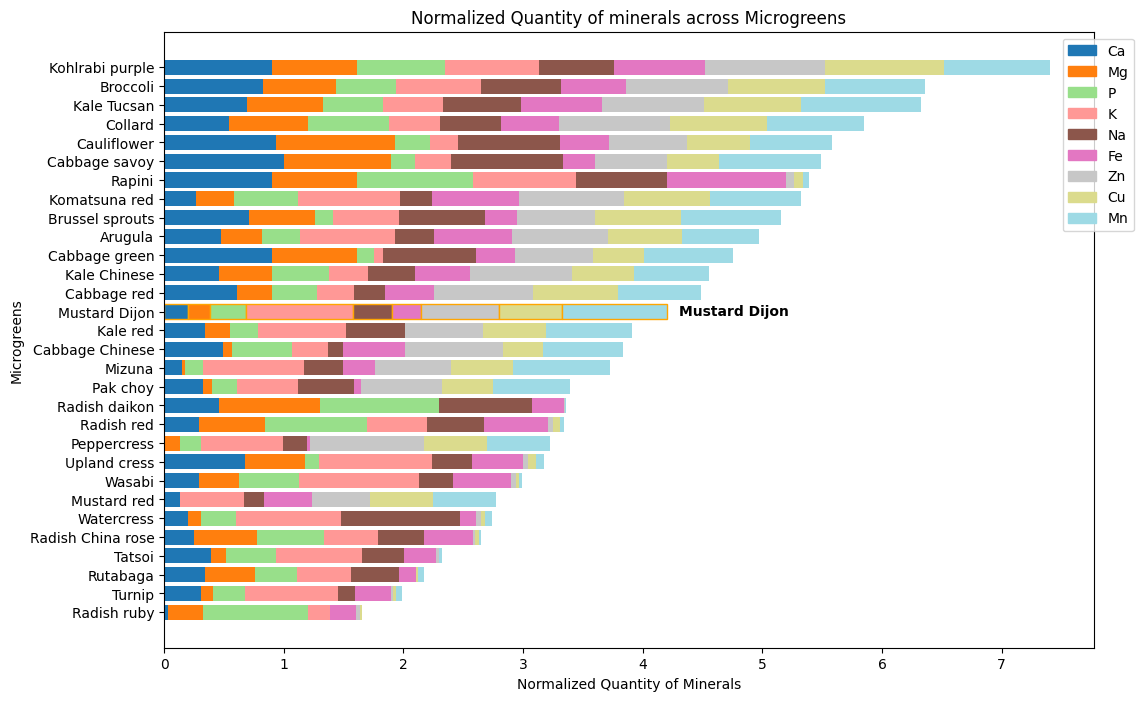 Normalized Quantity of minerals across Microgreens
Ca
Mg
P
K
Na
Fe
Zn
Cu
Mn
Microgreens
Kohlrabi purple
Broccoli
Kale Tucsan
Collard
Cauliflower
Cabbage savoy
Rapini
Komatsuna red
Brussel sprouts
Arugula
Cabbage green
Kale Chinese
Cabbage red
Mustard Dijon
Mustard Dijon
Kale red
Cabbage Chinese
Mizuna
Pak choy
Radish daikon
Radish red
Peppercress
Upland cress
Wasabi
Mustard red
Watercress
Radish China rose
Tatsoi
Rutabaga
Turnip
Radish ruby
0 1 2 3 4 5 6 7
Normalized Quantity of Minerals